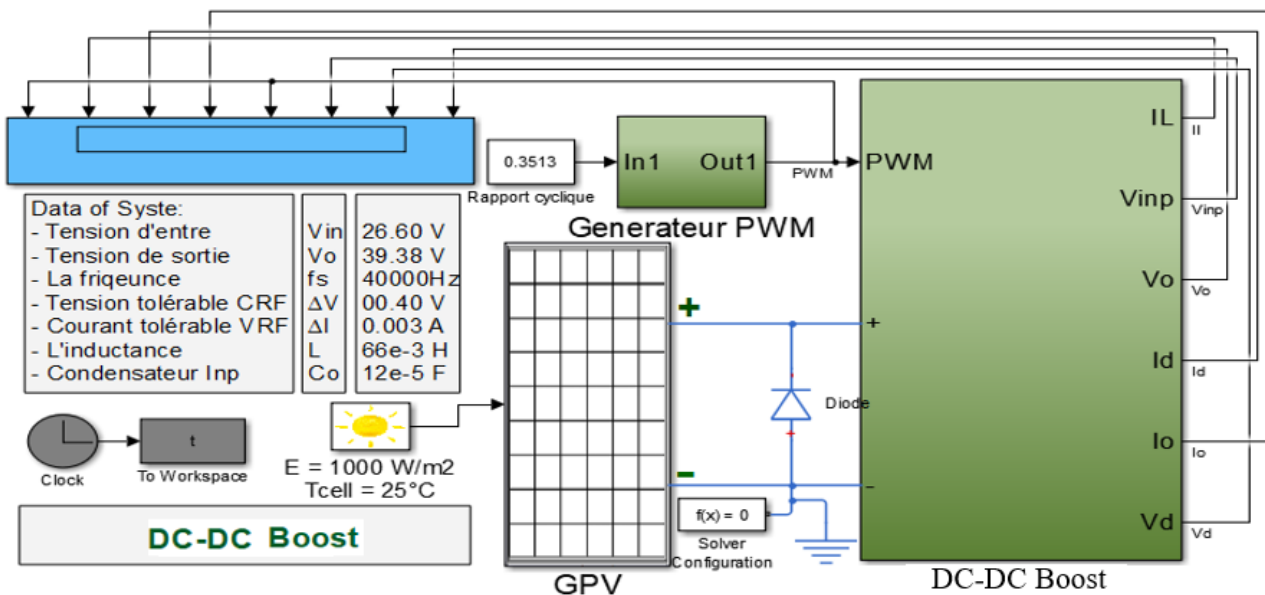 0.3513
Rapport cyclique
In1
Out1
Generateur PWM
PWM
PWM
IL
Il
Vinp
Vinp
Vo
Vo
Id
Id
Io
Io
Vd
Vd
+
-
DC-DC Boost
Data of Syste:
- Tension d'entre Vin 26.60 V
- Tension de sortie Vo 39.38 V
- La friqeunce fs 40000Hz
- Tension tolérable CRF ΔV 00.40 V
- Courant tolérable VRF ΔI 0.003 A
- L'inductance L 66e-3 H
- Condensateur Inp Co 12e-5 F
+
-
Diode
+
Clock
t
To Workspace
E = 1000 W/m2
Tcell = 25°C
f(x) = 0
Solver
Configuration
GPV
DC-DC Boost